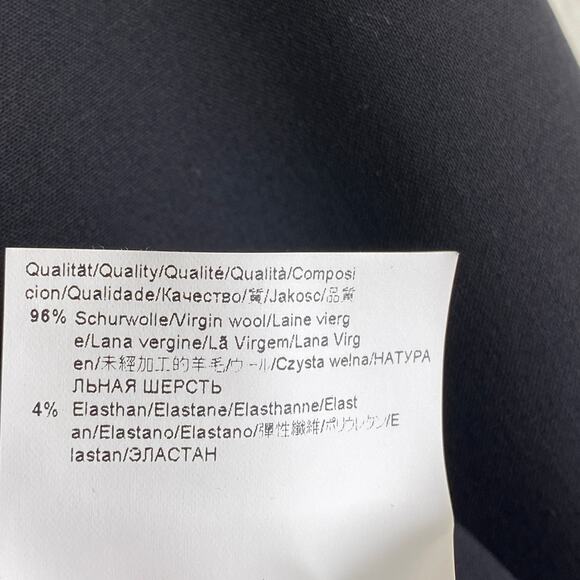 Qualität/Quality/Qualité/Qualità/Composi
cion/Qualidade/Качество/質/Jakosc/品質
96% Schurwolle/Virgin wool/Laine vierg
e/Lana vergine/Lã Virgem/Lana Virg
en/未經加工的羊毛/ウール/Czysta wełna/НАТУРА
ЛЬНАЯ ШЕРСТЬ
4% Elasthan/Elastane/Elasthanne/Elast
an/Elastano/Elastano/彈性纖維/ポリウレタン/E
lastan/ЭЛАСТАН